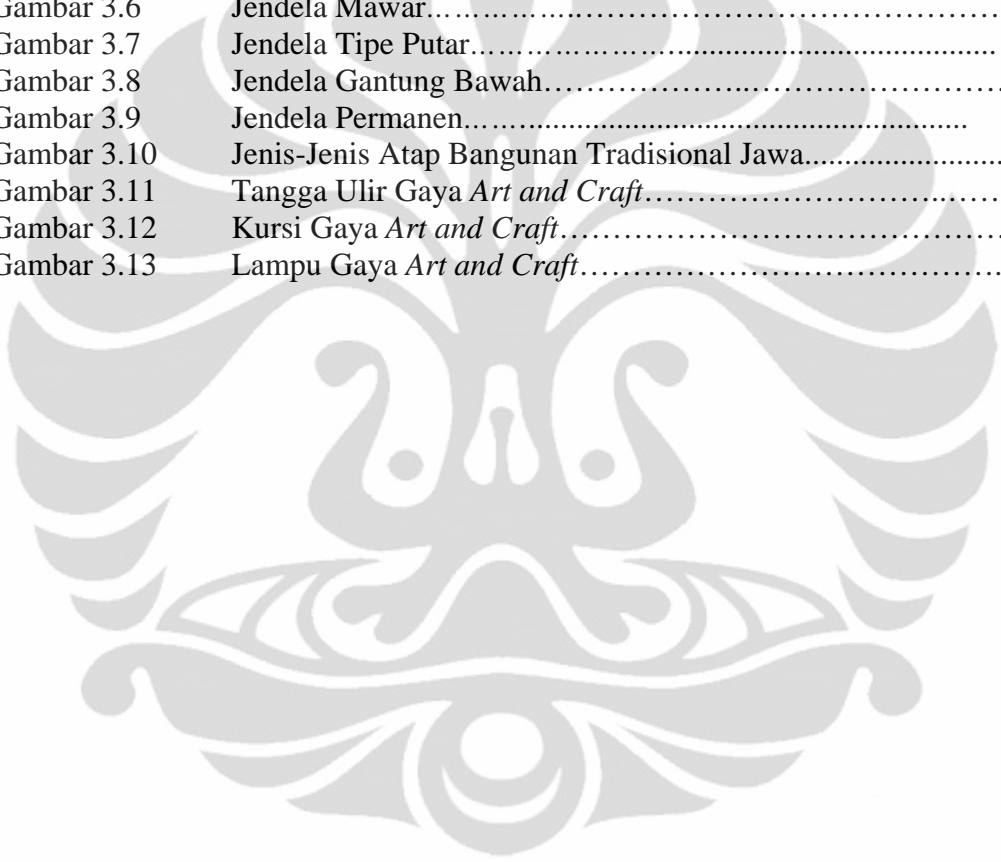 Gambar 3.6 Jendela Mawar……………..……………………………………
Gambar 3.7 Jendela Tipe Putar…………………….......................................
Gambar 3.8 Jendela Gantung Bawah………………....……………………….
Gambar 3.9 Jendela Permanen……........................................................
Gambar 3.10 Jenis-Jenis Atap Bangunan Tradisional Jawa.........................
Gambar 3.11 Tangga Ulir Gaya Art and Craft…………………………...……
Gambar 3.12 Kursi Gaya Art and Craft………………………………………
Gambar 3.13 Lampu Gaya Art and Craft……………………………………..